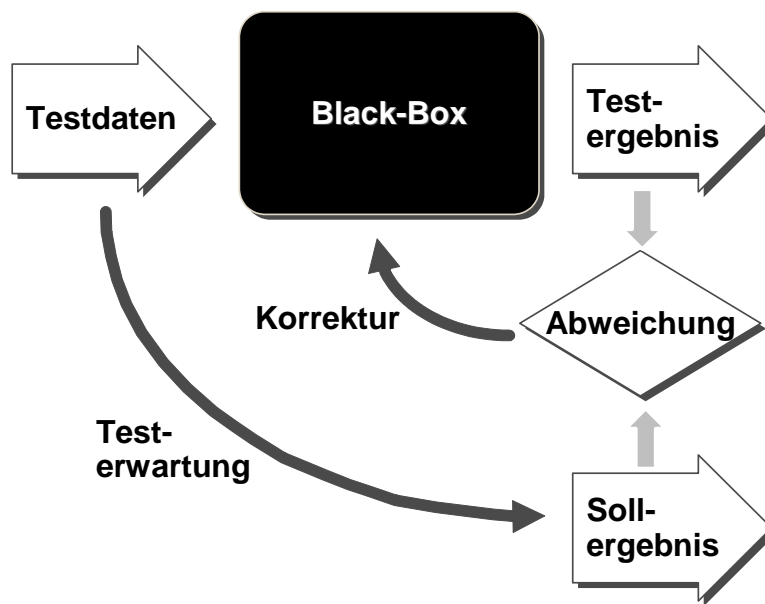 Testdaten
Black-Box
Test-
ergebnis
Korrektur
Abweichung
Test-
erwartung
Soll-
ergebnis